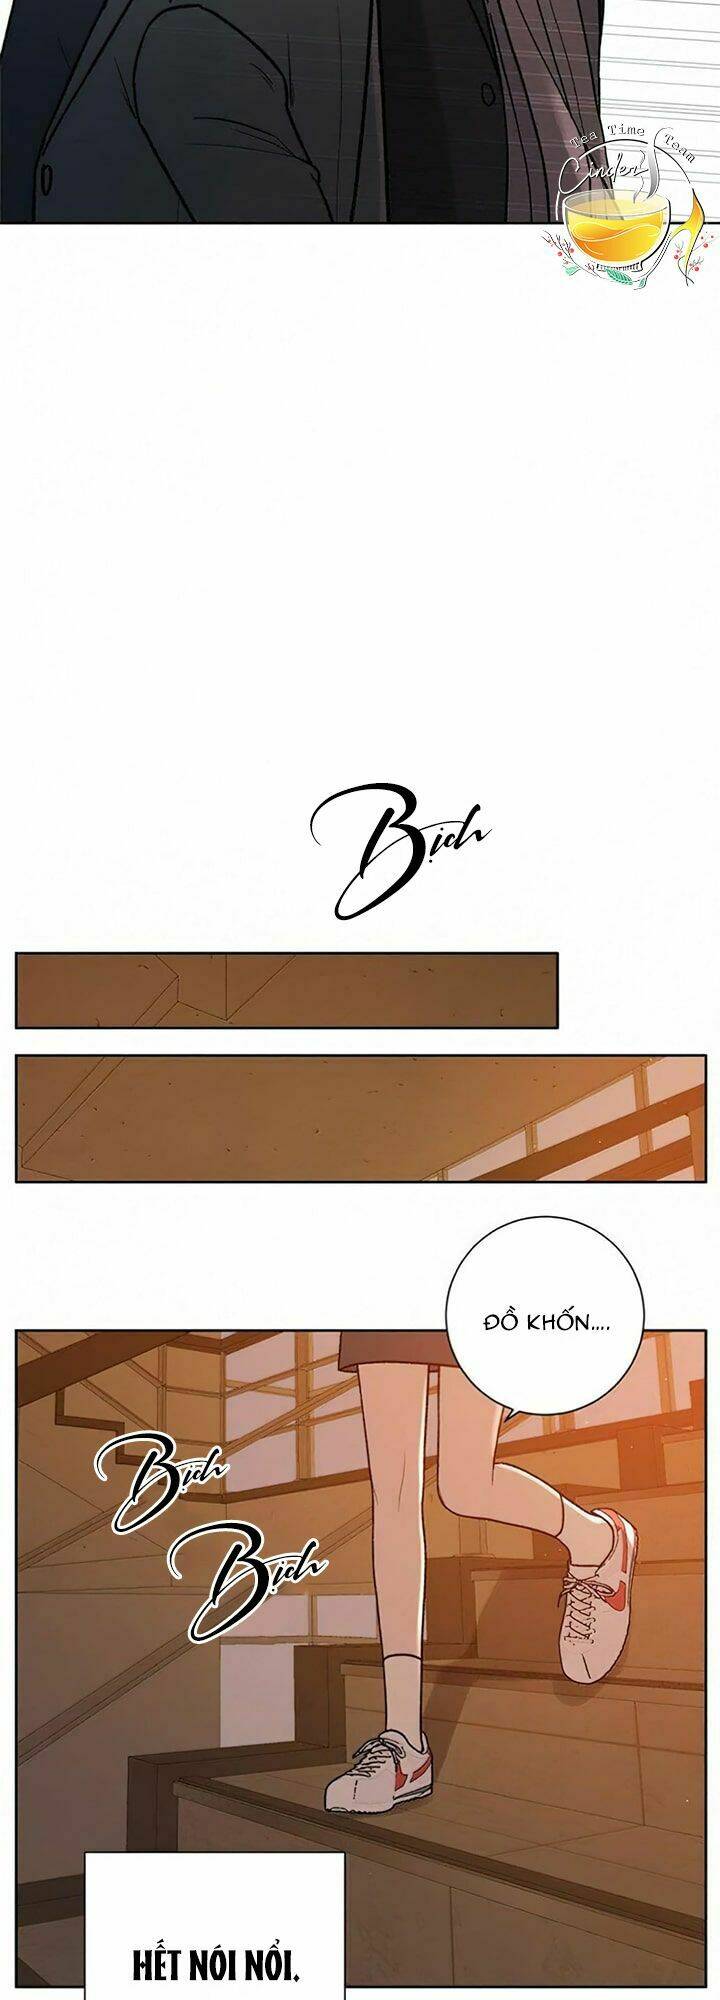 Tea Time Team
Cinder
Bịch
ĐỒ KHỐN....
Bịch
Bịch
HẾT NÓI NỔI.